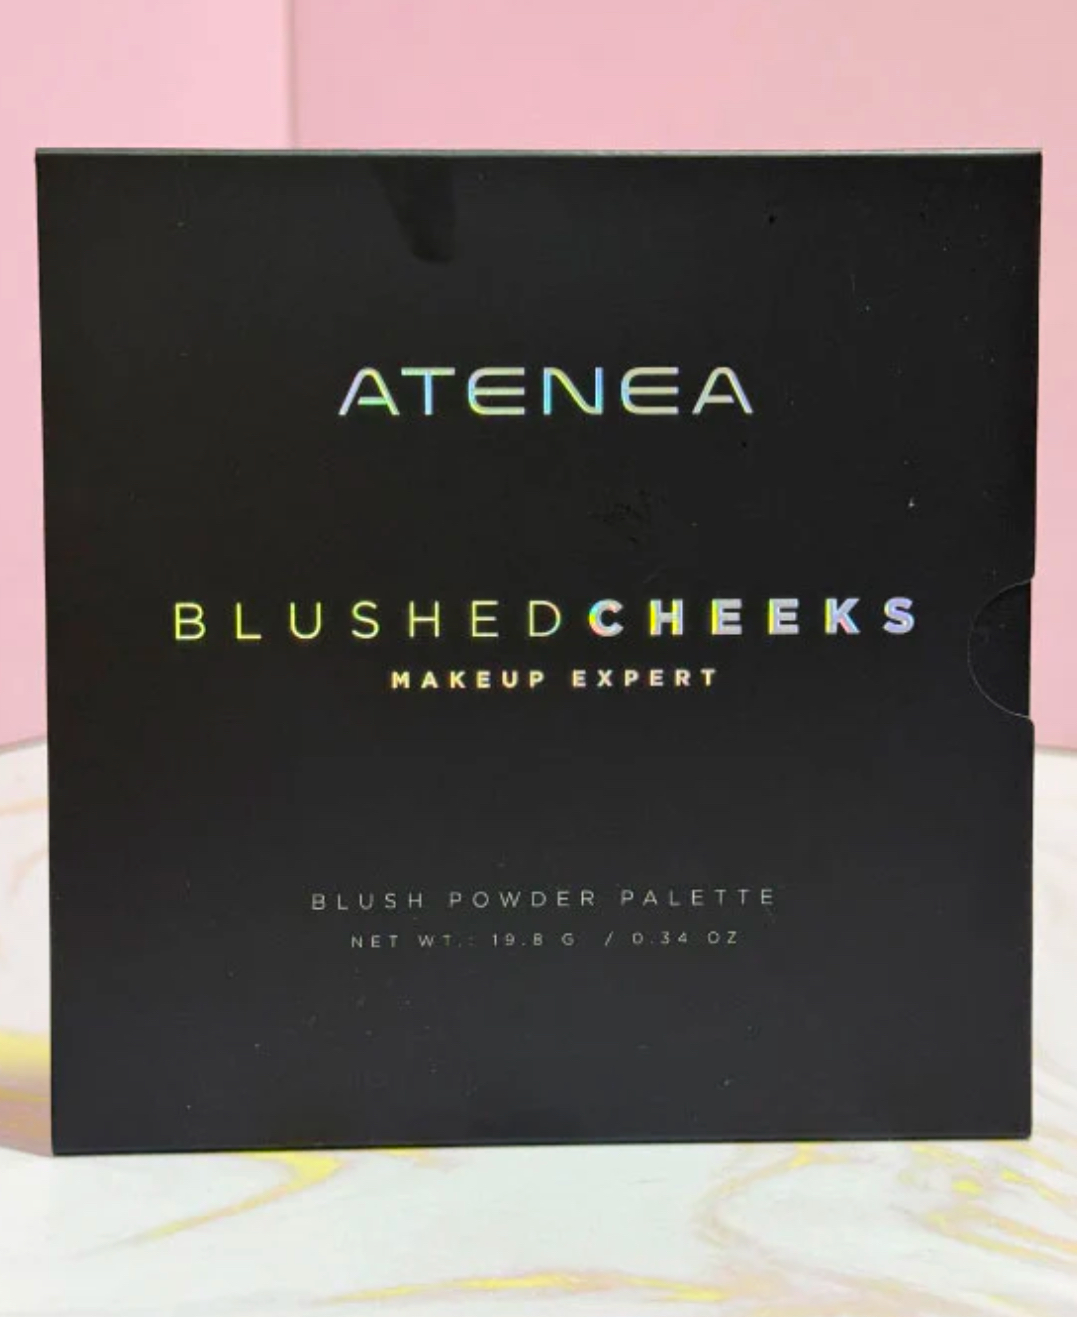 ATENEA
BLUSHEDCHEEKS
MAKEUP EXPERT
BLUSH POWDER PALETTE
NET WT.: 19.8 G / 0.34 OZ